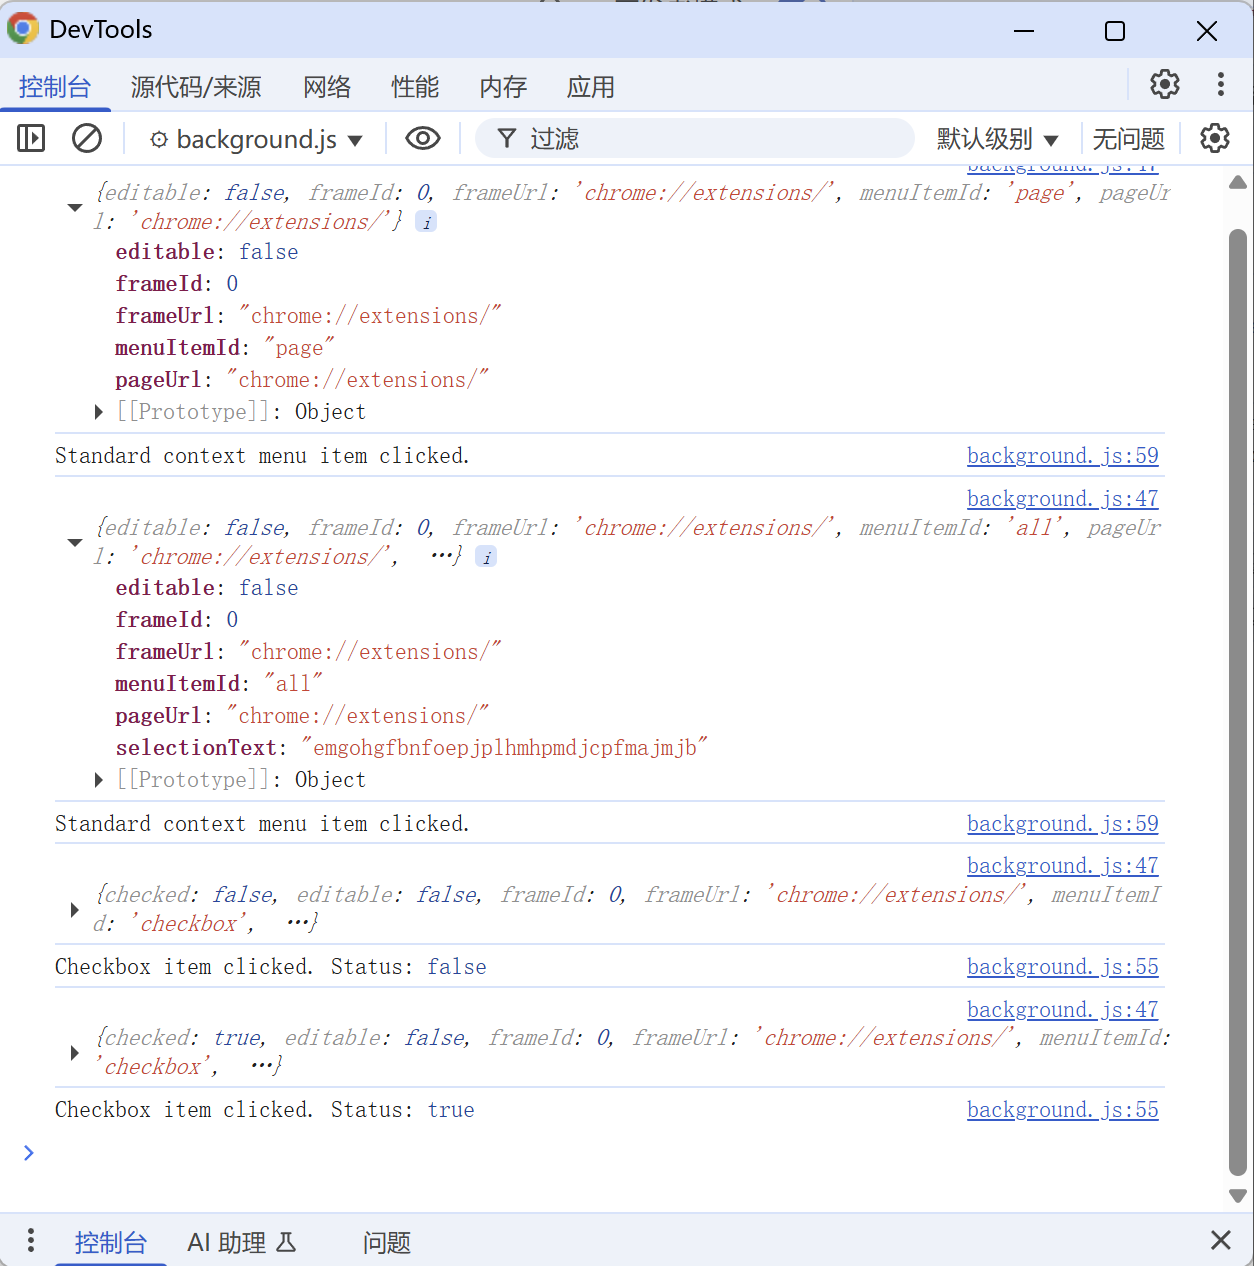 DevTools
控制台 源代码/来源 网络 性能 内存 应用
background.js 过滤 默认级别 无问题
background.js:47
{editable: false, frameId: 0, frameUrl: 'chrome://extensions/', menuItemId: 'page', pageUr
l: 'chrome://extensions/'} i
editable: false
frameId: 0
frameUrl: "chrome://extensions/"
menuItemId: "page"
pageUrl: "chrome://extensions/"
[[Prototype]]: Object
Standard context menu item clicked. background.js:59
background.js:47
{editable: false, frameId: 0, frameUrl: 'chrome://extensions/', menuItemId: 'all', pageUr
l: 'chrome://extensions/', …} i
editable: false
frameId: 0
frameUrl: "chrome://extensions/"
menuItemId: "all"
pageUrl: "chrome://extensions/"
selectionText: "emgohgfbnfoepjplhmhpmdjcpfmajmjb"
[[Prototype]]: Object
Standard context menu item clicked. background.js:59
background.js:47
{checked: false, editable: false, frameId: 0, frameUrl: 'chrome://extensions/', menuItemI
d: 'checkbox', …}
Checkbox item clicked. Status: false background.js:55
background.js:47
{checked: true, editable: false, frameId: 0, frameUrl: 'chrome://extensions/', menuItemId:
'checkbox', …}
Checkbox item clicked. Status: true background.js:55
控制台 AI 助理 问题